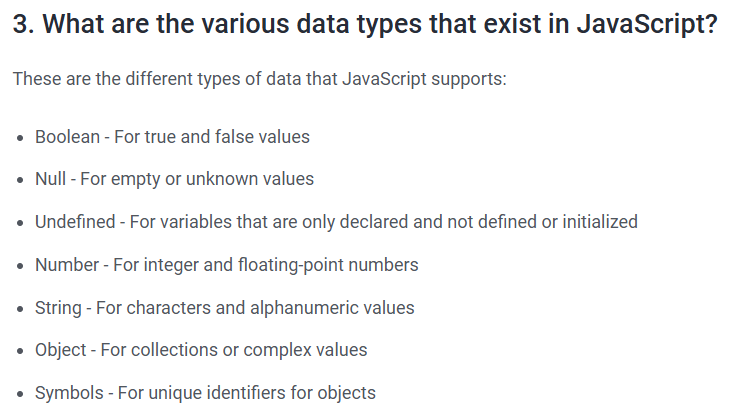 3. What are the various data types that exist in JavaScript?
These are the different types of data that JavaScript supports:
• Boolean - For true and false values
• Null - For empty or unknown values
• Undefined - For variables that are only declared and not defined or initialized
• Number - For integer and floating-point numbers
• String - For characters and alphanumeric values
• Object - For collections or complex values
• Symbols - For unique identifiers for objects